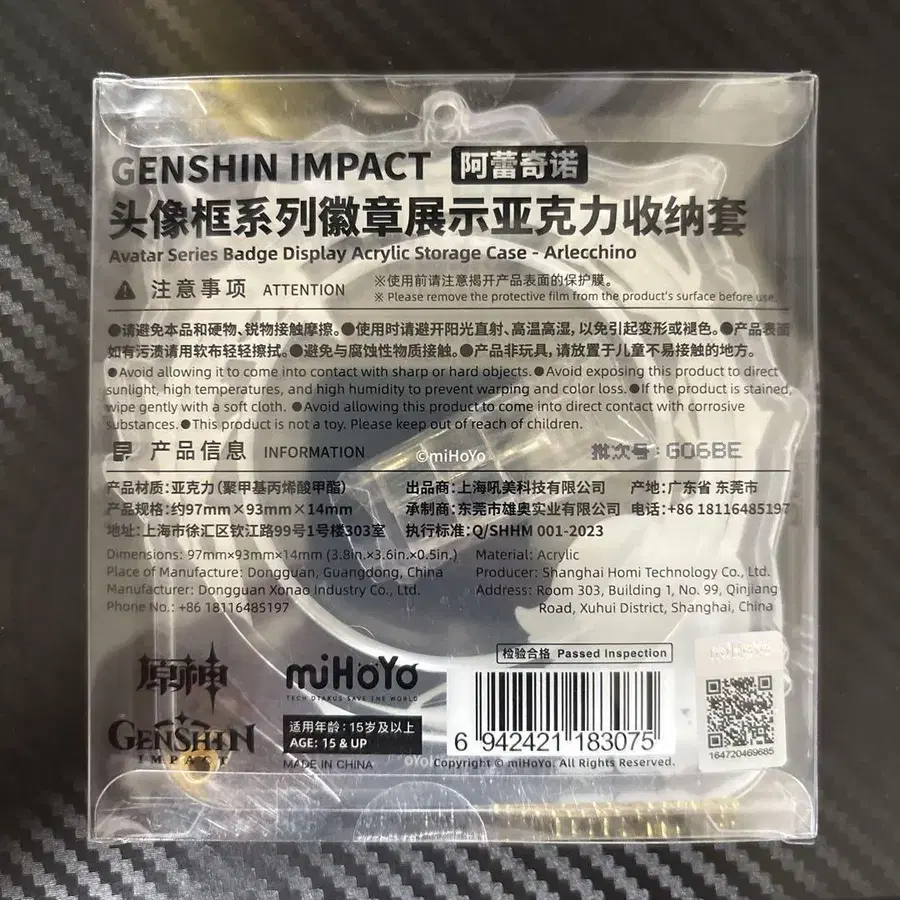 GENSHIN IMPACT 阿蕾奇诺
头像框系列徽章展示亚克力收纳套
Avatar Series Badge Display Acrylic Storage Case - Arlecchino
注意事项 ATTENTION
※使用前请注意揭开产品表面的保护膜。
※ Please remove the protective film from the product's surface before use.
●请避免本品和硬物、锐物接触摩擦。●使用时请避开阳光直射、高温高湿，以免引起变形或褪色。●产品表面
如有污渍请用软布轻轻擦拭。●避免与腐蚀性物质接触。●产品非玩具，请放置于儿童不易接触的地方。
●Avoid allowing it to come into contact with sharp or hard objects. ●Avoid exposing this product to direct
sunlight, high temperatures, and high humidity to prevent warping and color loss. ●If the product is stained,
wipe gently with a soft cloth. ●Avoid allowing this product to come into direct contact with corrosive
substances. ●This product is not a toy. Please keep out of reach of children.
产品信息 INFORMATION
©miHoYo
批次号：G06BE
产品材质：亚克力（聚甲基丙烯酸甲酯） 出品商：上海吼美科技有限公司 产地：广东省 东莞市
产品规格：约97mm×93mm×14mm 承制商：东莞市雄奥实业有限公司 电话：+86 18116485197
地址：上海市徐汇区钦江路99号1号楼303室 执行标准：Q/SHHM 001-2023
Dimensions: 97mm×93mm×14mm (3.8in.×3.6in.×0.5in.) Material: Acrylic
Place of Manufacture: Dongguan, Guangdong, China Producer: Shanghai Homi Technology Co., Ltd.
Manufacturer: Dongguan Xonao Industry Co., Ltd. Address: Room 303, Building 1, No. 99, Qinjiang
Phone No.: +86 18116485197 Road, Xuhui District, Shanghai, China
检验合格 Passed Inspection
miHoYo
原神
GENSHIN
IMPACT
miHoYo
TECH OTAKUS SAVE THE WORLD
适用年龄：15岁及以上
AGE: 15 & UP
MADE IN CHINA
6 942421 183075
Copyright © miHoYo. All Rights Reserved.
164720469685